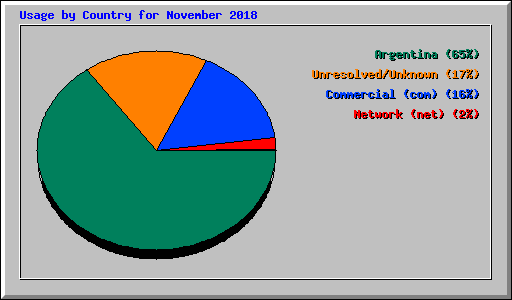 Usage by Country for November 2018
Argentina (65%)
Unresolved/Unknown (17%)
Commercial (com) (16%)
Network (net) (2%)